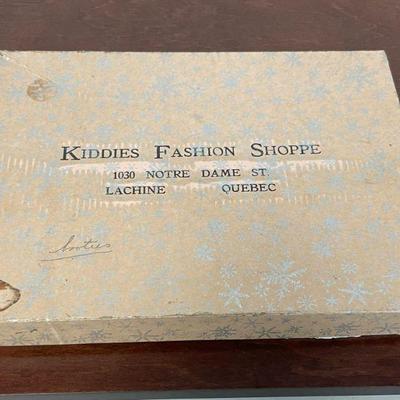 KIDDIES FASHION SHOPPE
1030 NOTRE DAME ST.
LACHINE QUEBEC
booties